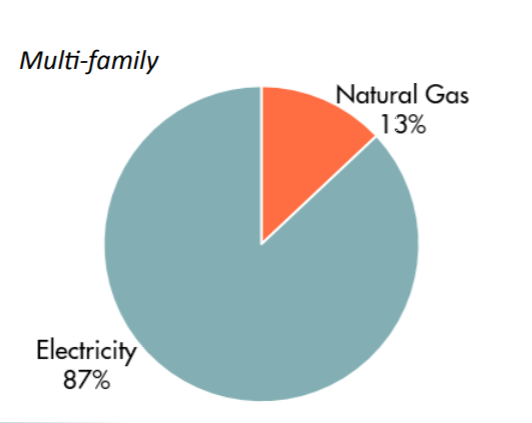 Multi-family
Natural Gas
13%
Electricity
87%